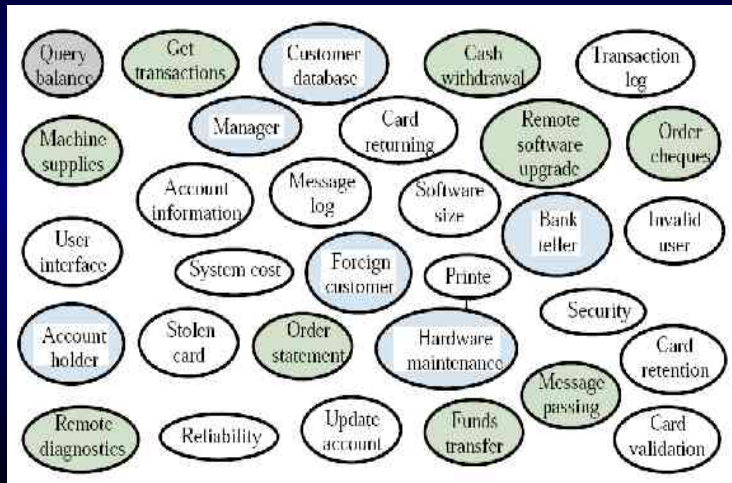 Query
balance
Get
transactions
Customer
database
Cash
withdrawal
Transaction
log
Machine
supplies
Manager
Card
returning
Remote
software
upgrade
Order
cheques
Account
information
Message
log
Software
size
Bank
teller
Invalid
user
User
interface
System cost
Foreign
customer
Printe
Security
Account
holder
Stolen
card
Order
statement
Hardware
maintenance
Card
retention
Message
passing
Remote
diagnostics
Reliability
Update
account
Funds
transfer
Card
validation